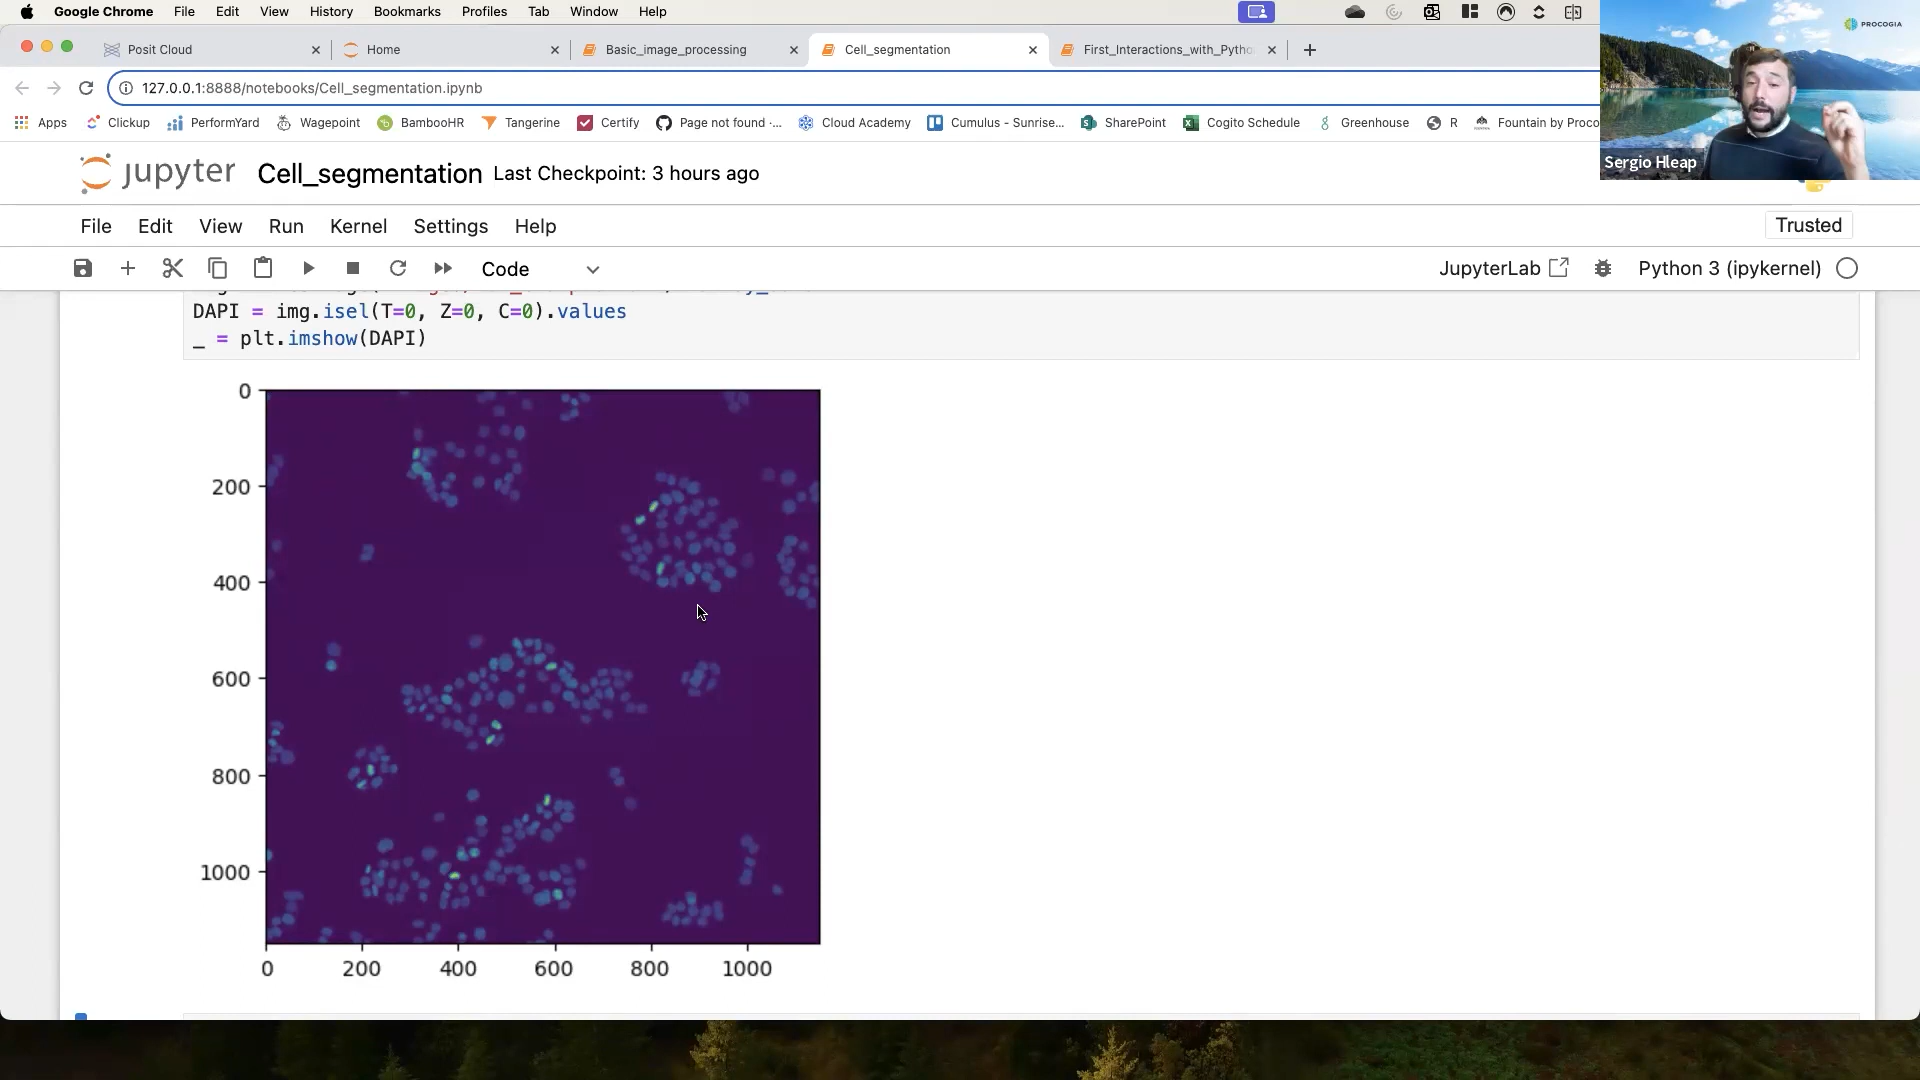 Google Chrome File Edit View History Bookmarks Profiles Tab Window Help
PROCOGIA
Posit Cloud Home Basic_image_processing Cell_segmentation First_Interactions_with_Pytho
127.0.0.1:8888/notebooks/Cell_segmentation.ipynb
Apps Clickup PerformYard Wagepoint BambooHR Tangerine Certify Page not found ·... Cloud Academy Cumulus - Sunrise... SharePoint Cogito Schedule Greenhouse R Fountain by Proco
Sergio Hleap
jupyter Cell_segmentation Last Checkpoint: 3 hours ago
File Edit View Run Kernel Settings Help
Trusted
Code
JupyterLab Python 3 (ipykernel)
DAPI = img.isel(T=0, Z=0, C=0).values
_ = plt.imshow(DAPI)
0
200
400
600
800
1000
0 200 400 600 800 1000